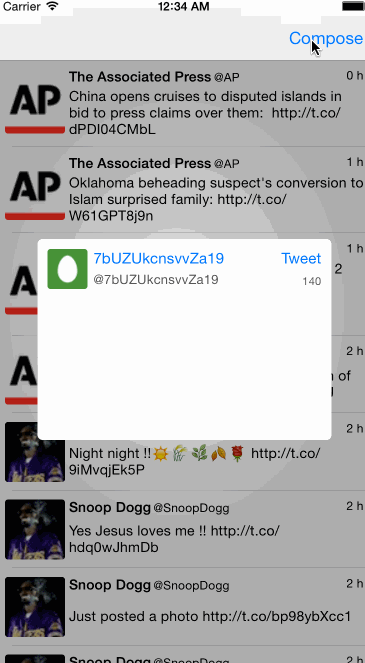 Carrier 12:34 AM
Compose
The Associated Press @AP 0 h
AP
China opens cruises to disputed islands in
bid to press claims over them: http://t.co/
dPDI04CMbL
The Associated Press @AP 1 h
AP
Oklahoma beheading suspect's conversion to
Islam surprised family: http://t.co/
W61GPT8j9n
1 h
2
7bUZUkcnsvvZa19 Tweet
@7bUZUkcnsvvZa19 140
2 h
n of
2 h
Night night !!☀️🌾🌿🍂🌹 http://t.co/
9iMvqjEk5P
Snoop Dogg @SnoopDogg 2 h
Yes Jesus loves me !! http://t.co/
hdq0wJhmDb
Snoop Dogg @SnoopDogg 2 h
Just posted a photo http://t.co/bp98ybXcc1
Snoop Dogg @SnoopDogg 2 h